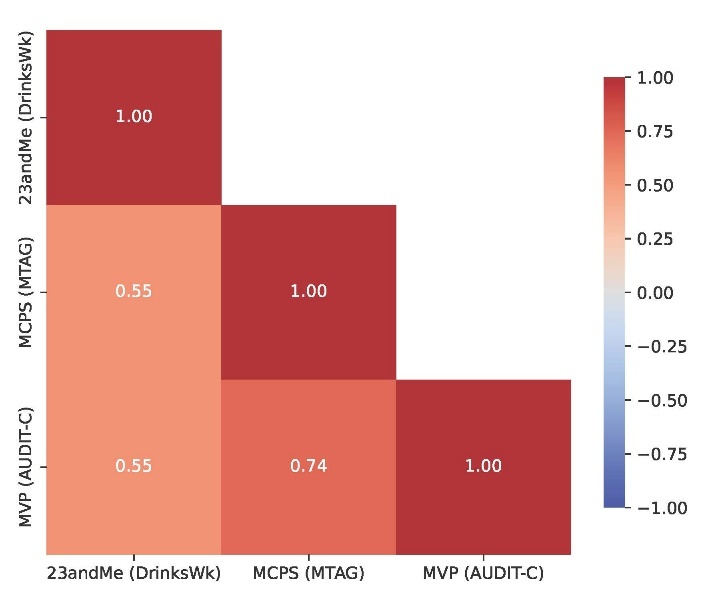 23andMe (DrinksWk)
MCPS (MTAG)
MVP (AUDIT-C)
1.00
0.55
1.00
0.55
0.74
1.00
23andMe (DrinksWk)
MCPS (MTAG)
MVP (AUDIT-C)
1.00
0.75
0.50
0.25
0.00
−0.25
−0.50
−0.75
−1.00